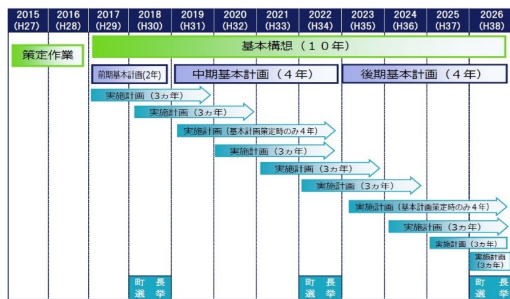 2015 2016 2017 2018 2019 2020 2021 2022 2023 2024 2025 2026
(H27) (H28) (H29) (H30) (H31) (H32) (H33) (H34) (H35) (H36) (H37) (H38)
策定作業
基本構想（１０年）
前期基本計画(2年)
中期基本計画（４年）
後期基本計画（４年）
実施計画（３ヵ年）
実施計画（３ヵ年）
実施計画（基本計画策定時のみ４年）
実施計画（３ヵ年）
実施計画（３ヵ年）
実施計画（３ヵ年）
実施計画（基本計画策定時のみ４年）
実施計画（３ヵ年）
実施計画（３ヵ年）
実施計画
（３ヵ年）
町長
選挙
町長
選挙
町長
選挙